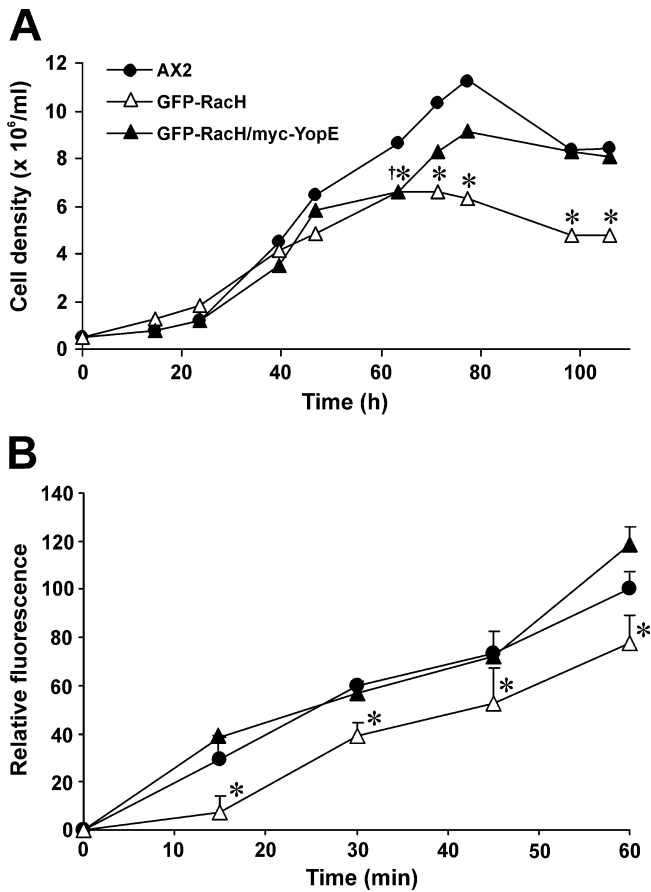 A
12
10
8
6
4
2
0
Cell density (x 10⁶/ml)
AX2
GFP-RacH
GFP-RacH/myc-YopE
†* * *
* *
0 20 40 60 80 100
Time (h)
B
140
120
100
80
60
40
20
0
Relative fluorescence
*
*
*
*
0 10 20 30 40 50 60
Time (min)